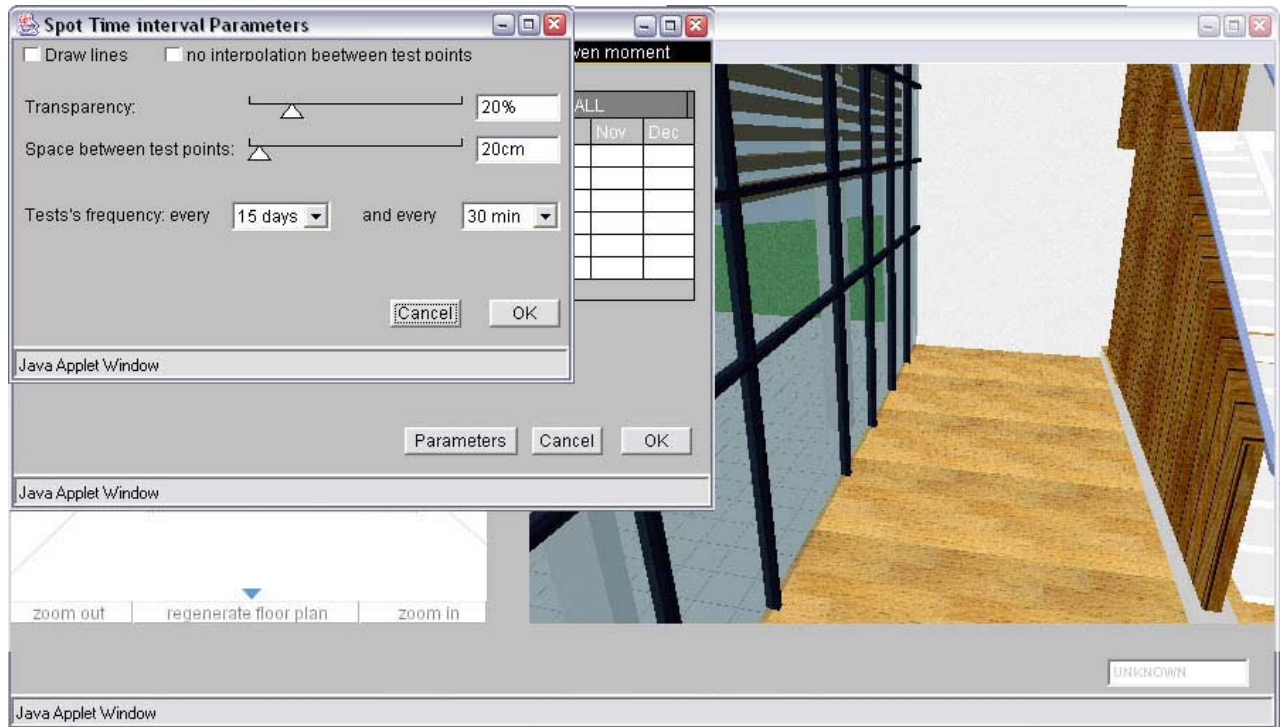 Spot Time interval Parameters
Draw lines
no interpolation beetween test points
Transparency:
20%
Space between test points:
20cm
Tests's frequency: every
15 days
and every
30 min
Cancel
OK
Java Applet Window
moment
ALL
Nov
Dec
Parameters
Cancel
OK
Java Applet Window
zoom out
regenerate floor plan
zoom in
UNKNOWN
Java Applet Window